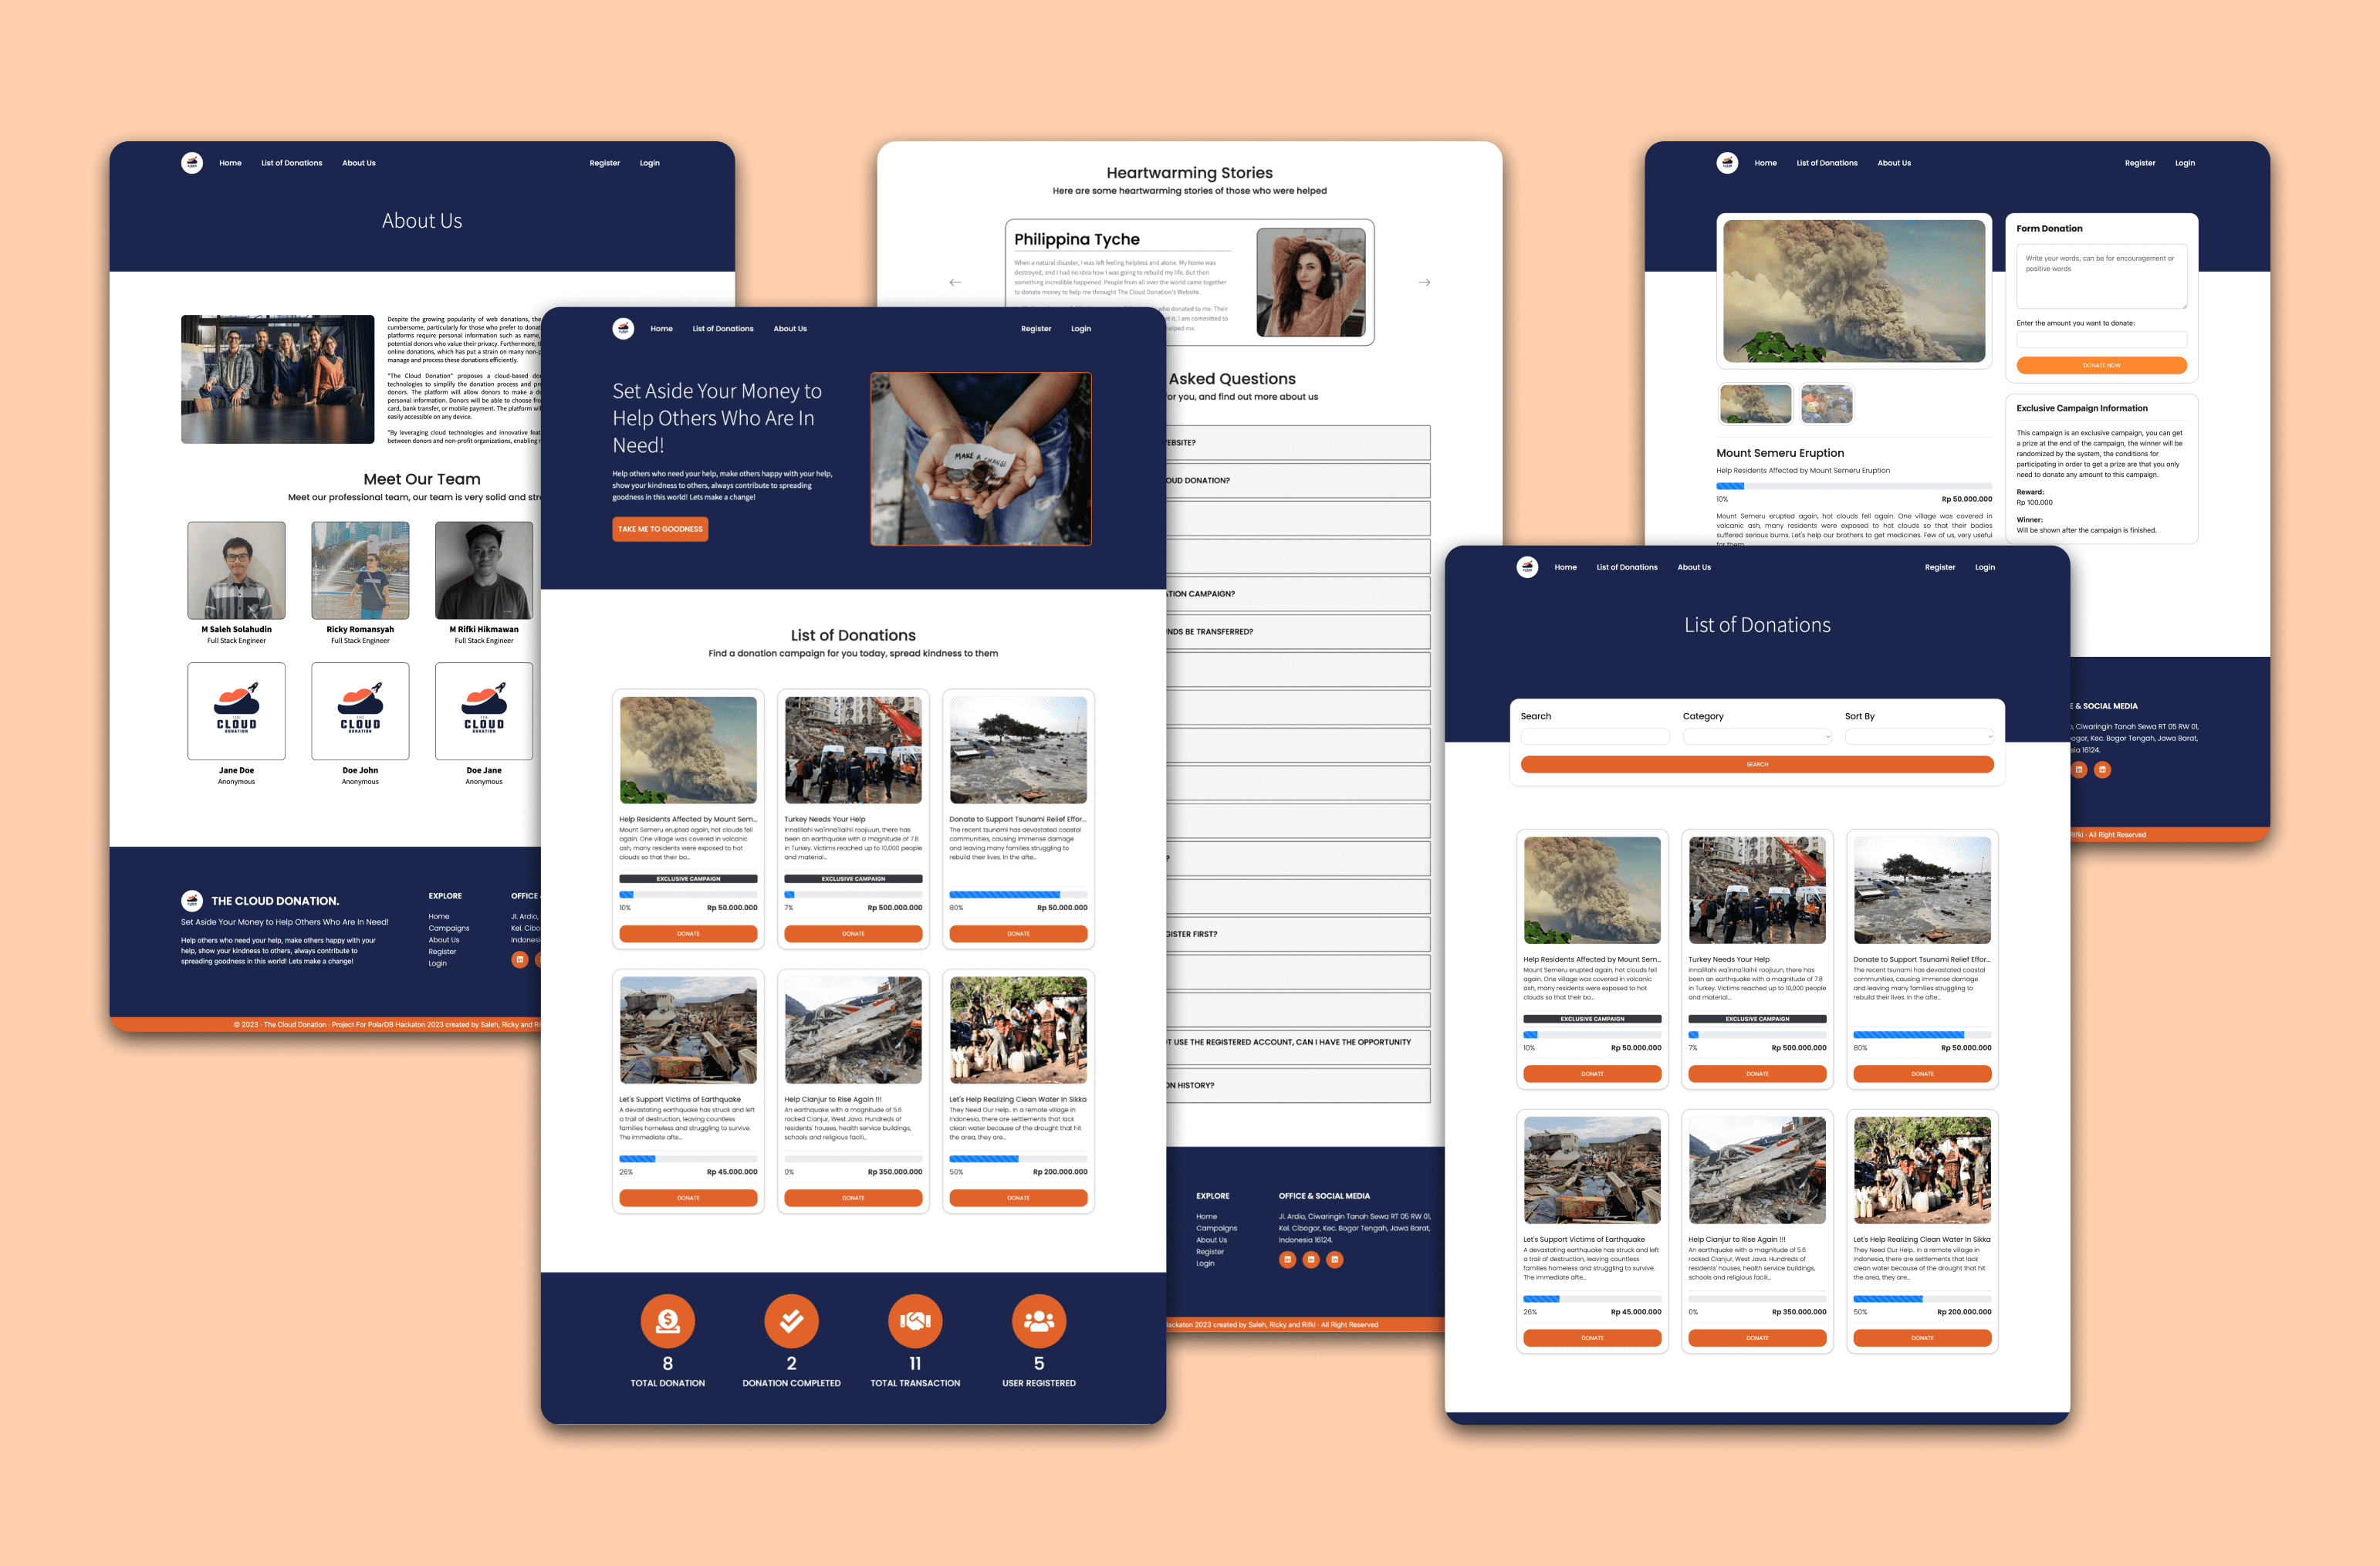 Home
List of Donations
About Us
Register
Login
About Us
Despite the growing popularity of web donations, the
cumbersome, particularly for those who prefer to donat
platforms require personal information such as name,
potential donors who value their privacy. Furthermore, t
online donations, which has put a strain on many non-p
manage and process these donations efficiently.
"The Cloud Donation" proposes a cloud-based do
technologies to simplify the donation process and pr
donors. The platform will allow donors to make a d
personal information. Donors will be able to choose fro
card, bank transfer, or mobile payment. The platform wi
easily accessible on any device.
"By leveraging cloud technologies and innovative feat
between donors and non-profit organizations, enabling
Meet Our Team
Meet our professional team, our team is very solid and str
M Saleh Solahudin
Full Stack Engineer
Ricky Romansyah
Full Stack Engineer
M Rifki Hikmawan
Full Stack Engineer
THE
CLOUD
DONATION
THE
CLOUD
DONATION
THE
CLOUD
DONATION
Jane Doe
Anonymous
Doe John
Anonymous
Doe Jane
Anonymous
THE CLOUD DONATION.
Set Aside Your Money to Help Others Who Are In Need!
Help others who need your help, make others happy with your
help, show your kindness to others, always contribute to
spreading goodness in this world! Lets make a change!
EXPLORE
Home
Campaigns
About Us
Register
Login
OFFICE
Jl. Ardio,
Kel. Cibo
Indonesi
© 2023 · The Cloud Donation · Project For PolarDB Hackaton 2023 created by Saleh, Ricky and Ri
Home
List of Donations
About Us
Register
Login
Set Aside Your Money to
Help Others Who Are In
Need!
Help others who need your help, make others happy with your help,
show your kindness to others, always contribute to spreading
goodness in this world! Lets make a change!
TAKE ME TO GOODNESS
MAKE A CHANGE
List of Donations
Find a donation campaign for you today, spread kindness to them
Help Residents Affected by Mount Sem...
Mount Semeru erupted again, hot clouds fell
again. One village was covered in volcanic
ash, many residents were exposed to hot
clouds so that their bo...
EXCLUSIVE CAMPAIGN
10%
Rp 50.000.000
DONATE
Turkey Needs Your Help
innalillahi wa'inna'ilaihi roojiuun, there has
been an earthquake with a magnitude of 7.8
in Turkey. Victims reached up to 10,000 people
and material...
EXCLUSIVE CAMPAIGN
7%
Rp 500.000.000
DONATE
Donate to Support Tsunami Relief Effor...
The recent tsunami has devastated coastal
communities, causing immense damage
and leaving many families struggling to
rebuild their lives. In the afte...
80%
Rp 50.000.000
DONATE
Let's Support Victims of Earthquake
A devastating earthquake has struck and left
a trail of destruction, leaving countless
families homeless and struggling to survive.
The immediate afte...
26%
Rp 45.000.000
DONATE
Help Cianjur to Rise Again !!!
An earthquake with a magnitude of 5.6
rocked Cianjur, West Java. Hundreds of
residents' houses, health service buildings,
schools and religious facili...
0%
Rp 350.000.000
DONATE
Let's Help Realizing Clean Water In Sikka
They Need Our Help.. In a remote village in
Indonesia, there are settlements that lack
clean water because of the drought that hit
the area, they are...
50%
Rp 200.000.000
DONATE
8
TOTAL DONATION
2
DONATION COMPLETED
11
TOTAL TRANSACTION
5
USER REGISTERED
Heartwarming Stories
Here are some heartwarming stories of those who were helped
Philippina Tyche
When a natural disaster, I was left feeling helpless and alone. My home was
destroyed, and I had no idea how I was going to rebuild my life. But then
something incredible happened. People from all over the world came together
to donate money to help me throught The Cloud Donation's Website.
who donated to me. Their
et it, I am committed to
helped me.
Asked Questions
or you, and find out more about us
EBSITE?
OUD DONATION?
ATION CAMPAIGN?
NDS BE TRANSFERRED?
?
GISTER FIRST?
OT USE THE REGISTERED ACCOUNT, CAN I HAVE THE OPPORTUNITY
ON HISTORY?
EXPLORE
Home
Campaigns
About Us
Register
Login
OFFICE & SOCIAL MEDIA
Jl. Ardio, Ciwaringin Tanah Sewa RT 05 RW 01,
Kel. Cibogor, Kec. Bogor Tengah, Jawa Barat,
Indonesia 16124.
Hackaton 2023 created by Saleh, Ricky and Rifki · All Right Reserved
Home
List of Donations
About Us
Register
Login
Mount Semeru Eruption
Help Residents Affected by Mount Semeru Eruption
10%
Rp 50.000.000
Mount Semeru erupted again, hot clouds fell again. One village was covered in
volcanic ash, many residents were exposed to hot clouds so that their bodies
suffered serious burns. Let's help our brothers to get medicines. Few of us, very useful
for them
Form Donation
Write your words, can be for encouragement or
positive words
Enter the amount you want to donate:
DONATE NOW
Exclusive Campaign Information
This campaign is an exclusive campaign, you can get
a prize at the end of the campaign, the winner will be
randomized by the system, the conditions for
participating in order to get a prize are that you only
need to donate any amount to this campaign.
Reward:
Rp 100.000
Winner:
Will be shown after the campaign is finished.
E & SOCIAL MEDIA
, Ciwaringin Tanah Sewa RT 05 RW 01,
ogor, Kec. Bogor Tengah, Jawa Barat,
sia 16124.
Rifki · All Right Reserved
Home
List of Donations
About Us
Register
Login
List of Donations
Search
Category
Sort By
SEARCH
Help Residents Affected by Mount Sem...
Mount Semeru erupted again, hot clouds fell
again. One village was covered in volcanic
ash, many residents were exposed to hot
clouds so that their bo...
EXCLUSIVE CAMPAIGN
10%
Rp 50.000.000
DONATE
Turkey Needs Your Help
innalillahi wa'inna'ilaihi roojiuun, there has
been an earthquake with a magnitude of 7.8
in Turkey. Victims reached up to 10,000 people
and material...
EXCLUSIVE CAMPAIGN
7%
Rp 500.000.000
DONATE
Donate to Support Tsunami Relief Effor...
The recent tsunami has devastated coastal
communities, causing immense damage
and leaving many families struggling to
rebuild their lives. In the afte...
80%
Rp 50.000.000
DONATE
Let's Support Victims of Earthquake
A devastating earthquake has struck and left
a trail of destruction, leaving countless
families homeless and struggling to survive.
The immediate afte...
26%
Rp 45.000.000
DONATE
Help Cianjur to Rise Again !!!
An earthquake with a magnitude of 5.6
rocked Cianjur, West Java. Hundreds of
residents' houses, health service buildings,
schools and religious facili...
0%
Rp 350.000.000
DONATE
Let's Help Realizing Clean Water In Sikka
They Need Our Help.. In a remote village in
Indonesia, there are settlements that lack
clean water because of the drought that hit
the area, they are...
50%
Rp 200.000.000
DONATE